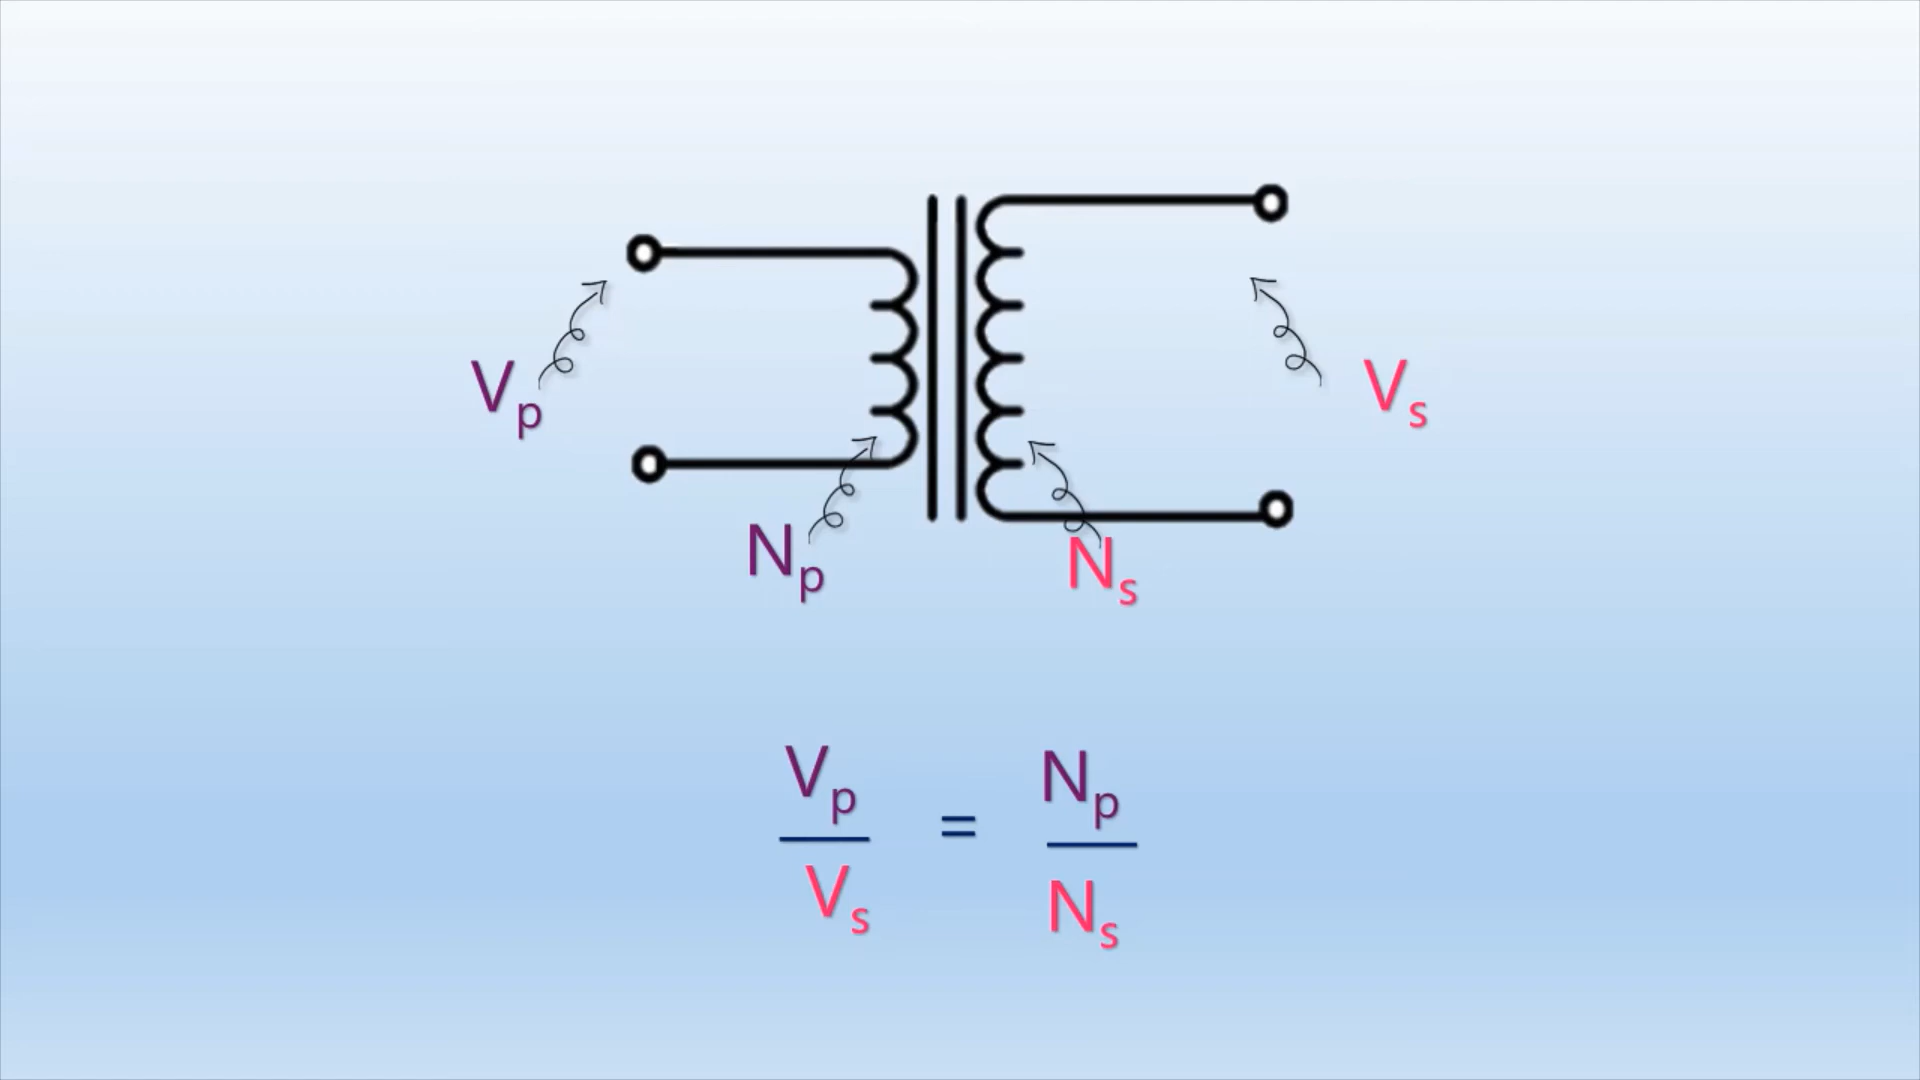 Vp
Vs
Np
Ns
Vp = Np
Vs Ns